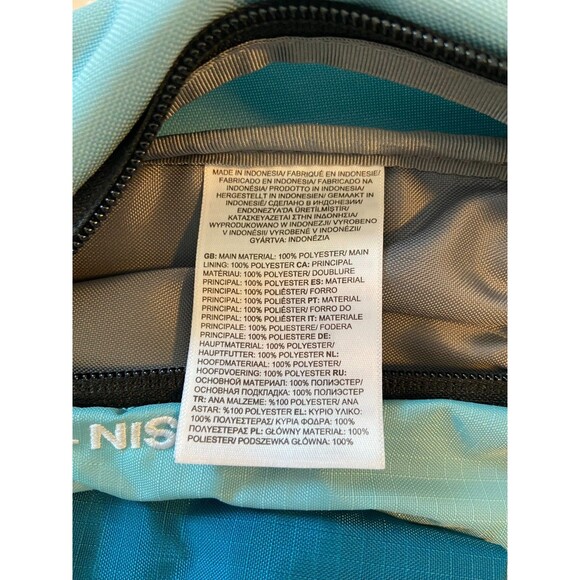 MADE IN INDONESIA/ FABRIQUÉ EN INDONESIE/
FABRICADO EN INDONESIA/ FABRICADO NA
INDONÉSIA/ PRODOTTO IN INDONESIA/
HERGESTELLT IN INDONESIEN/ GEMAAKT IN
INDONESIË/ СДЕЛАНО В ИНДОНЕЗИИ/
ENDONEZYA'DA ÜRETİLMİŞTİR/
ΚΑΤΑΣΚΕΥΑΖΕΤΑΙ ΣΤΗΝ ΙΝΔΟΝΗΣΙΑ/
WYPRODUKOWANO W INDONEZJI/ VYROBENO
V INDONÉZII/ VYROBENÉ V INDONÉZII/
GYÁRTVA: INDONÉZIA
GB: MAIN MATERIAL: 100% POLYESTER/ MAIN
LINING: 100% POLYESTER CA: PRINCIPAL
MATÉRIAU: 100% POLYESTER/ DOUBLURE
PRINCIPAL: 100% POLYESTER ES: MATERIAL
PRINCIPAL: 100% POLIÉSTER/ FORRO
PRINCIPAL: 100% POLIÉSTER PT: MATERIAL
PRINCIPAL: 100% POLIÉSTER/ FORRO DO
PRINCIPAL: 100% POLIÉSTER IT: MATERIALE
PRINCIPALE: 100% POLIESTERE/ FODERA
PRINCIPALE: 100% POLIESTERE DE:
HAUPTMATERIAL: 100% POLYESTER/
HAUPTFUTTER: 100% POLYESTER NL:
HOOFDMATERIAAL: 100% POLYESTER/
HOOFDVOERING: 100% POLYESTER RU:
ОСНОВНОЙ МАТЕРИАЛ: 100% ПОЛИЭСТЕР/
ОСНОВНАЯ ПОДКЛАДКА: 100% ПОЛИЭСТЕР
TR: ANA MALZEME: %100 POLYESTER/ ANA
ASTAR: %100 POLYESTER EL: ΚΥΡΙΟ ΥΛΙΚΟ:
100% ΠΟΛΥΕΣΤΕΡΑΣ/ ΚΥΡΙΑ ΦΟΔΡΑ: 100%
ΠΟΛΥΕΣΤΕΡΑΣ PL: GŁÓWNY MATERIAŁ: 100%
POLIESTER/ PODSZEWKA GŁÓWNA: 100%